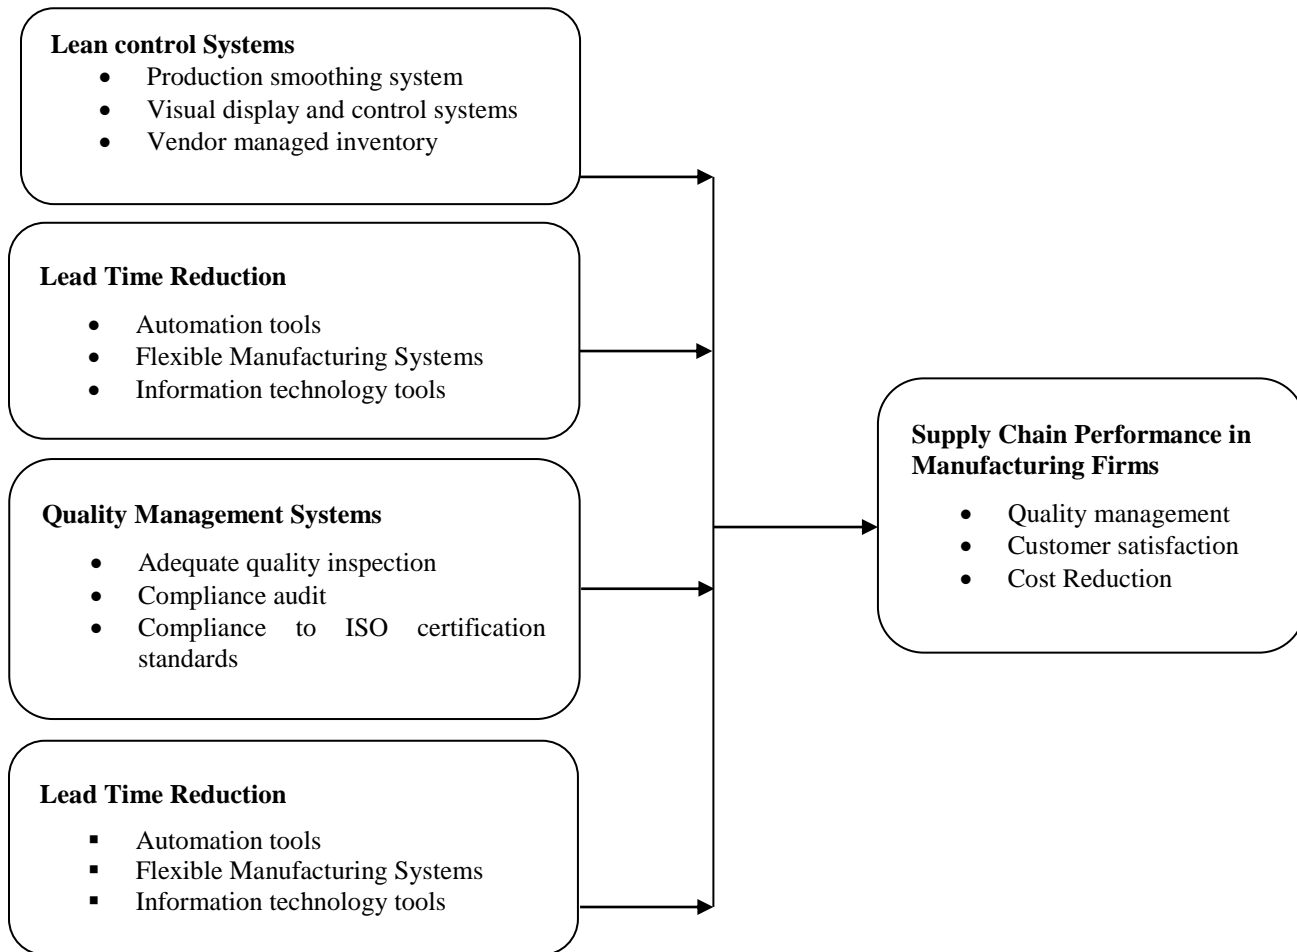 Lean control Systems
• Production smoothing system
• Visual display and control systems
• Vendor managed inventory
Lead Time Reduction
• Automation tools
• Flexible Manufacturing Systems
• Information technology tools
Quality Management Systems
• Adequate quality inspection
• Compliance audit
• Compliance to ISO certification
standards
Lead Time Reduction
▪ Automation tools
▪ Flexible Manufacturing Systems
▪ Information technology tools
Supply Chain Performance in
Manufacturing Firms
• Quality management
• Customer satisfaction
• Cost Reduction